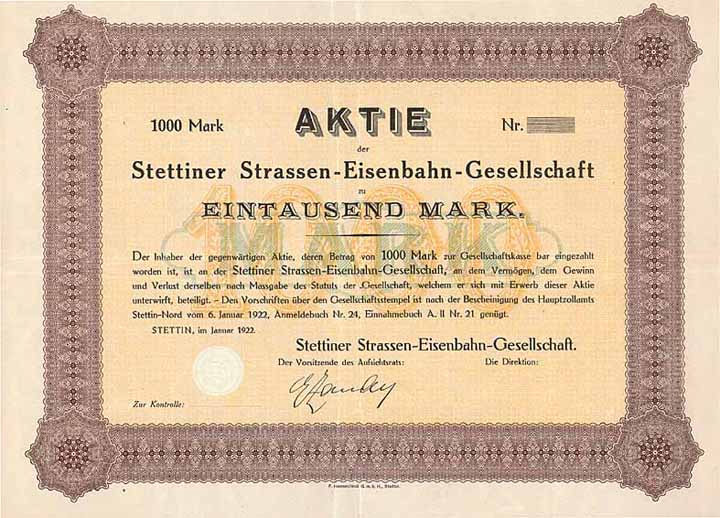 1000 Mark AKTIE Nr.
der
Stettiner Strassen-Eisenbahn-Gesellschaft
zu
EINTAUSEND MARK.
1000
MARK
Der Inhaber der gegenwärtigen Aktie, deren Betrag von 1000 Mark zur Gesellschaftskasse bar eingezahlt
worden ist, ist an der Stettiner Strassen-Eisenbahn-Gesellschaft, an dem Vermögen, dem Gewinn
und Verlust derselben nach Massgabe des Statuts der Gesellschaft, welchem er sich mit Erwerb dieser Aktie
unterwirft, beteiligt. – Den Vorschriften über den Gesellschaftsstempel ist nach der Bescheinigung des Hauptzollamts
Stettin-Nord vom 6. Januar 1922, Anmeldebuch Nr. 24, Einnahmebuch A. II Nr. 21 genügt.
STETTIN, im Januar 1922.
Stettiner Strassen-Eisenbahn-Gesellschaft.
Der Vorsitzende des Aufsichtsrats: Die Direktion:
Zur Kontrolle:
G. m. b. H., Stettin.